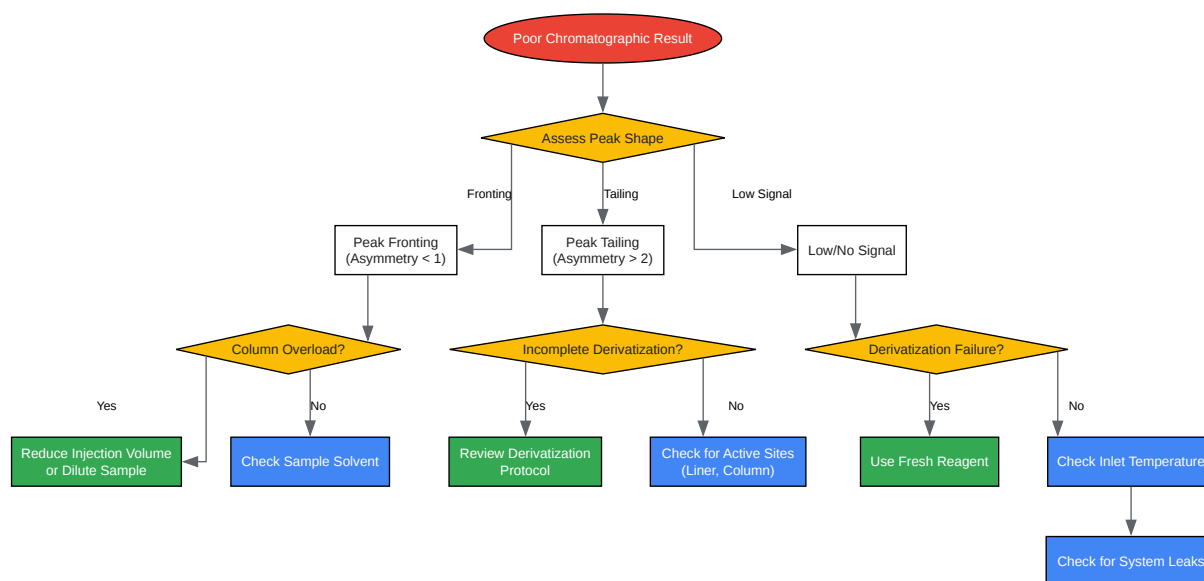 Poor Chromatographic Result
Assess Peak Shape
Fronting
Tailing
Low Signal
Peak Fronting
(Asymmetry < 1)
Peak Tailing
(Asymmetry > 2)
Low/No Signal
Column Overload?
Incomplete Derivatization?
Derivatization Failure?
Yes
No
Yes
No
Yes
No
Reduce Injection Volume
or Dilute Sample
Check Sample Solvent
Review Derivatization
Protocol
Check for Active Sites
(Liner, Column)
Use Fresh Reagent
Check Inlet Temperature
Check for System Leaks